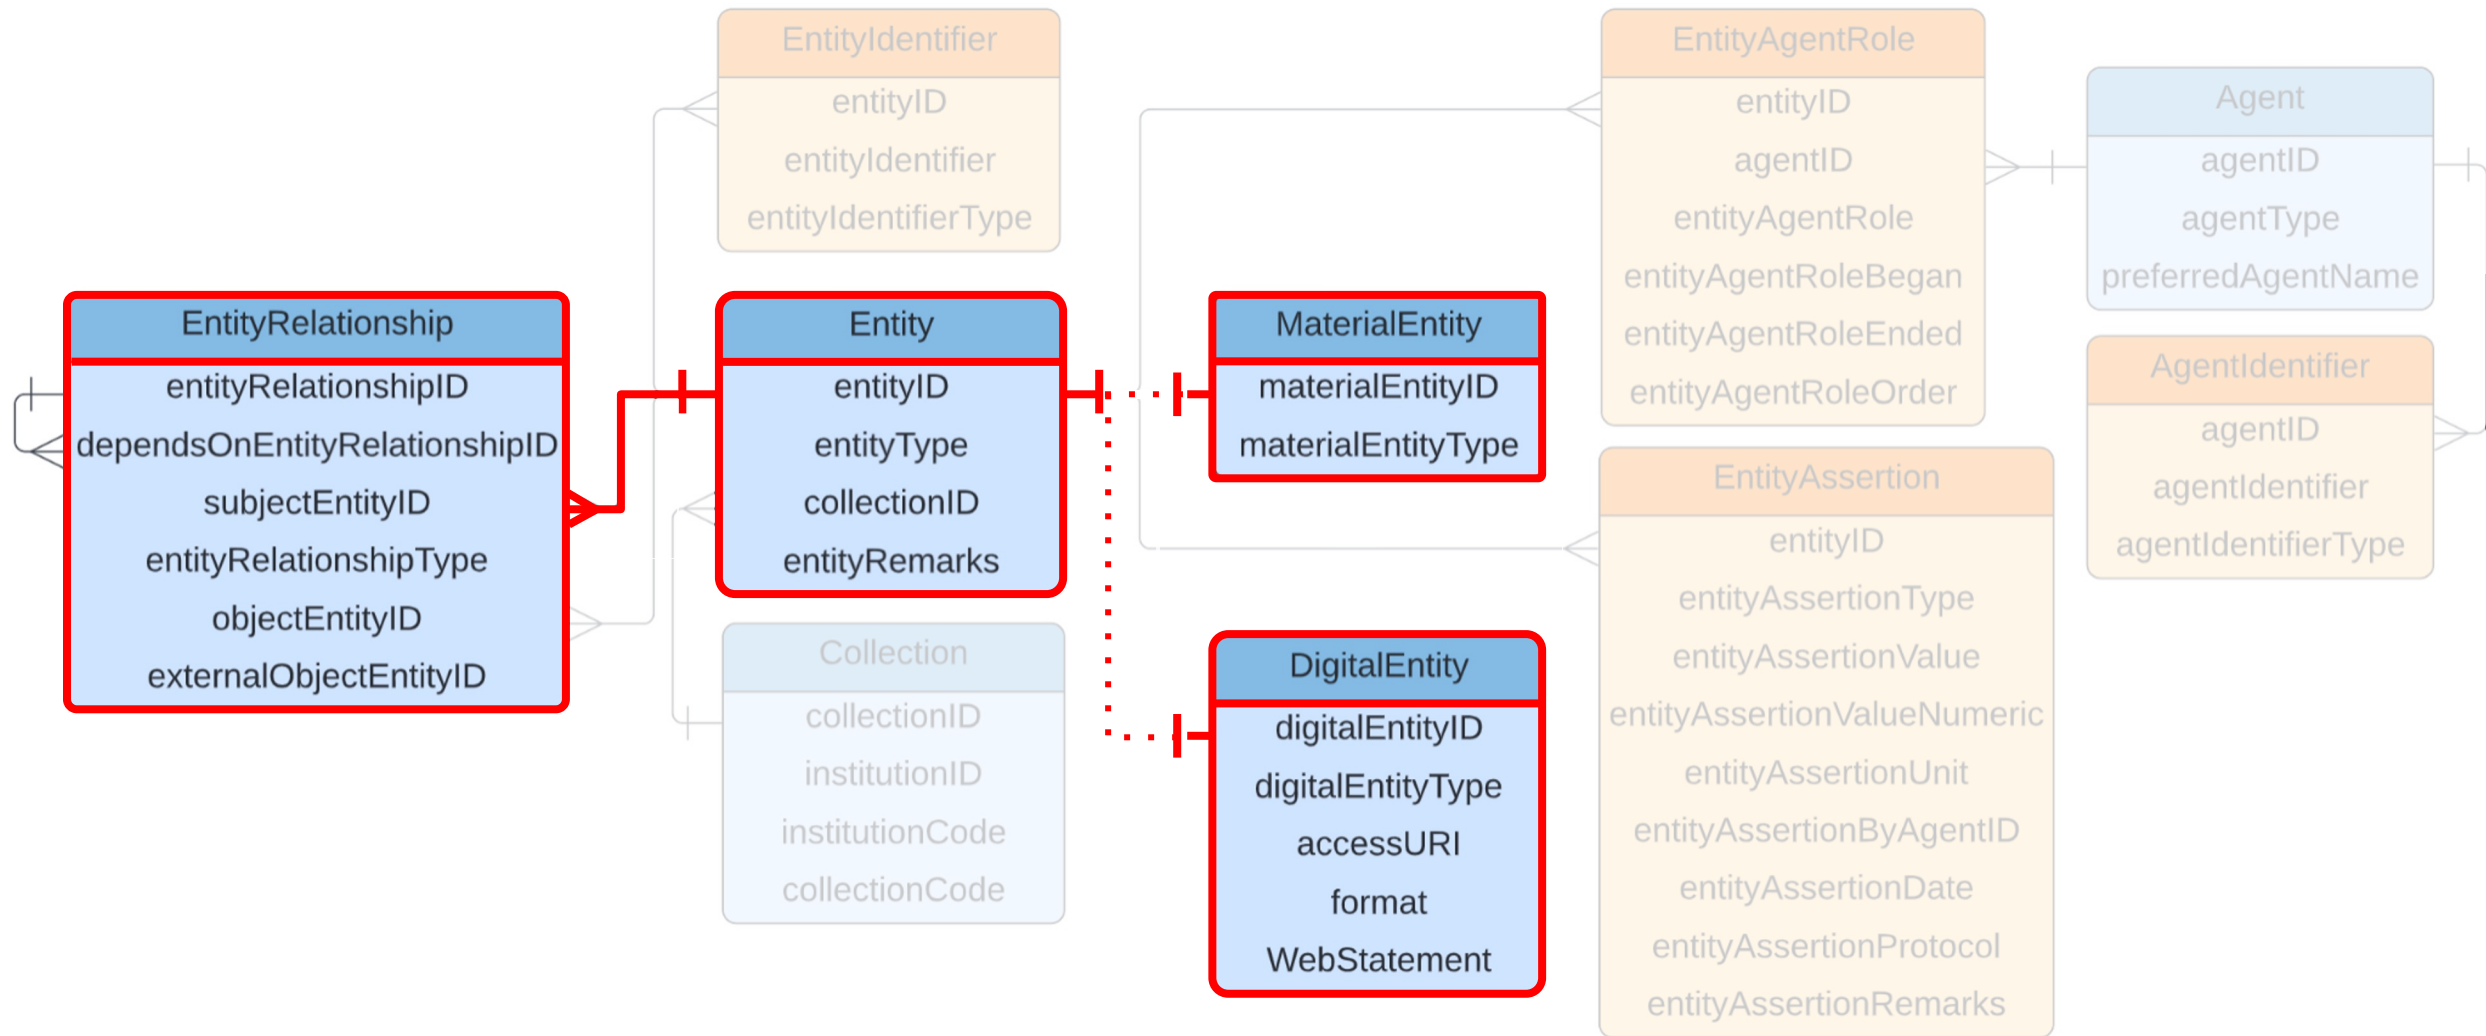 EntityIdentifier
entityID
entityIdentifier
entityIdentifierType
EntityAgentRole
entityID
agentID
entityAgentRole
entityAgentRoleBegan
entityAgentRoleEnded
entityAgentRoleOrder
Agent
agentID
agentType
preferredAgentName
EntityRelationship
entityRelationshipID
dependsOnEntityRelationshipID
subjectEntityID
entityRelationshipType
objectEntityID
externalObjectEntityID
Entity
entityID
entityType
collectionID
entityRemarks
MaterialEntity
materialEntityID
materialEntityType
AgentIdentifier
agentID
agentIdentifier
agentIdentifierType
EntityAssertion
entityID
entityAssertionType
entityAssertionValue
entityAssertionValueNumeric
entityAssertionUnit
entityAssertionByAgentID
entityAssertionDate
entityAssertionProtocol
entityAssertionRemarks
Collection
collectionID
institutionID
institutionCode
collectionCode
DigitalEntity
digitalEntityID
digitalEntityType
accessURI
format
WebStatement